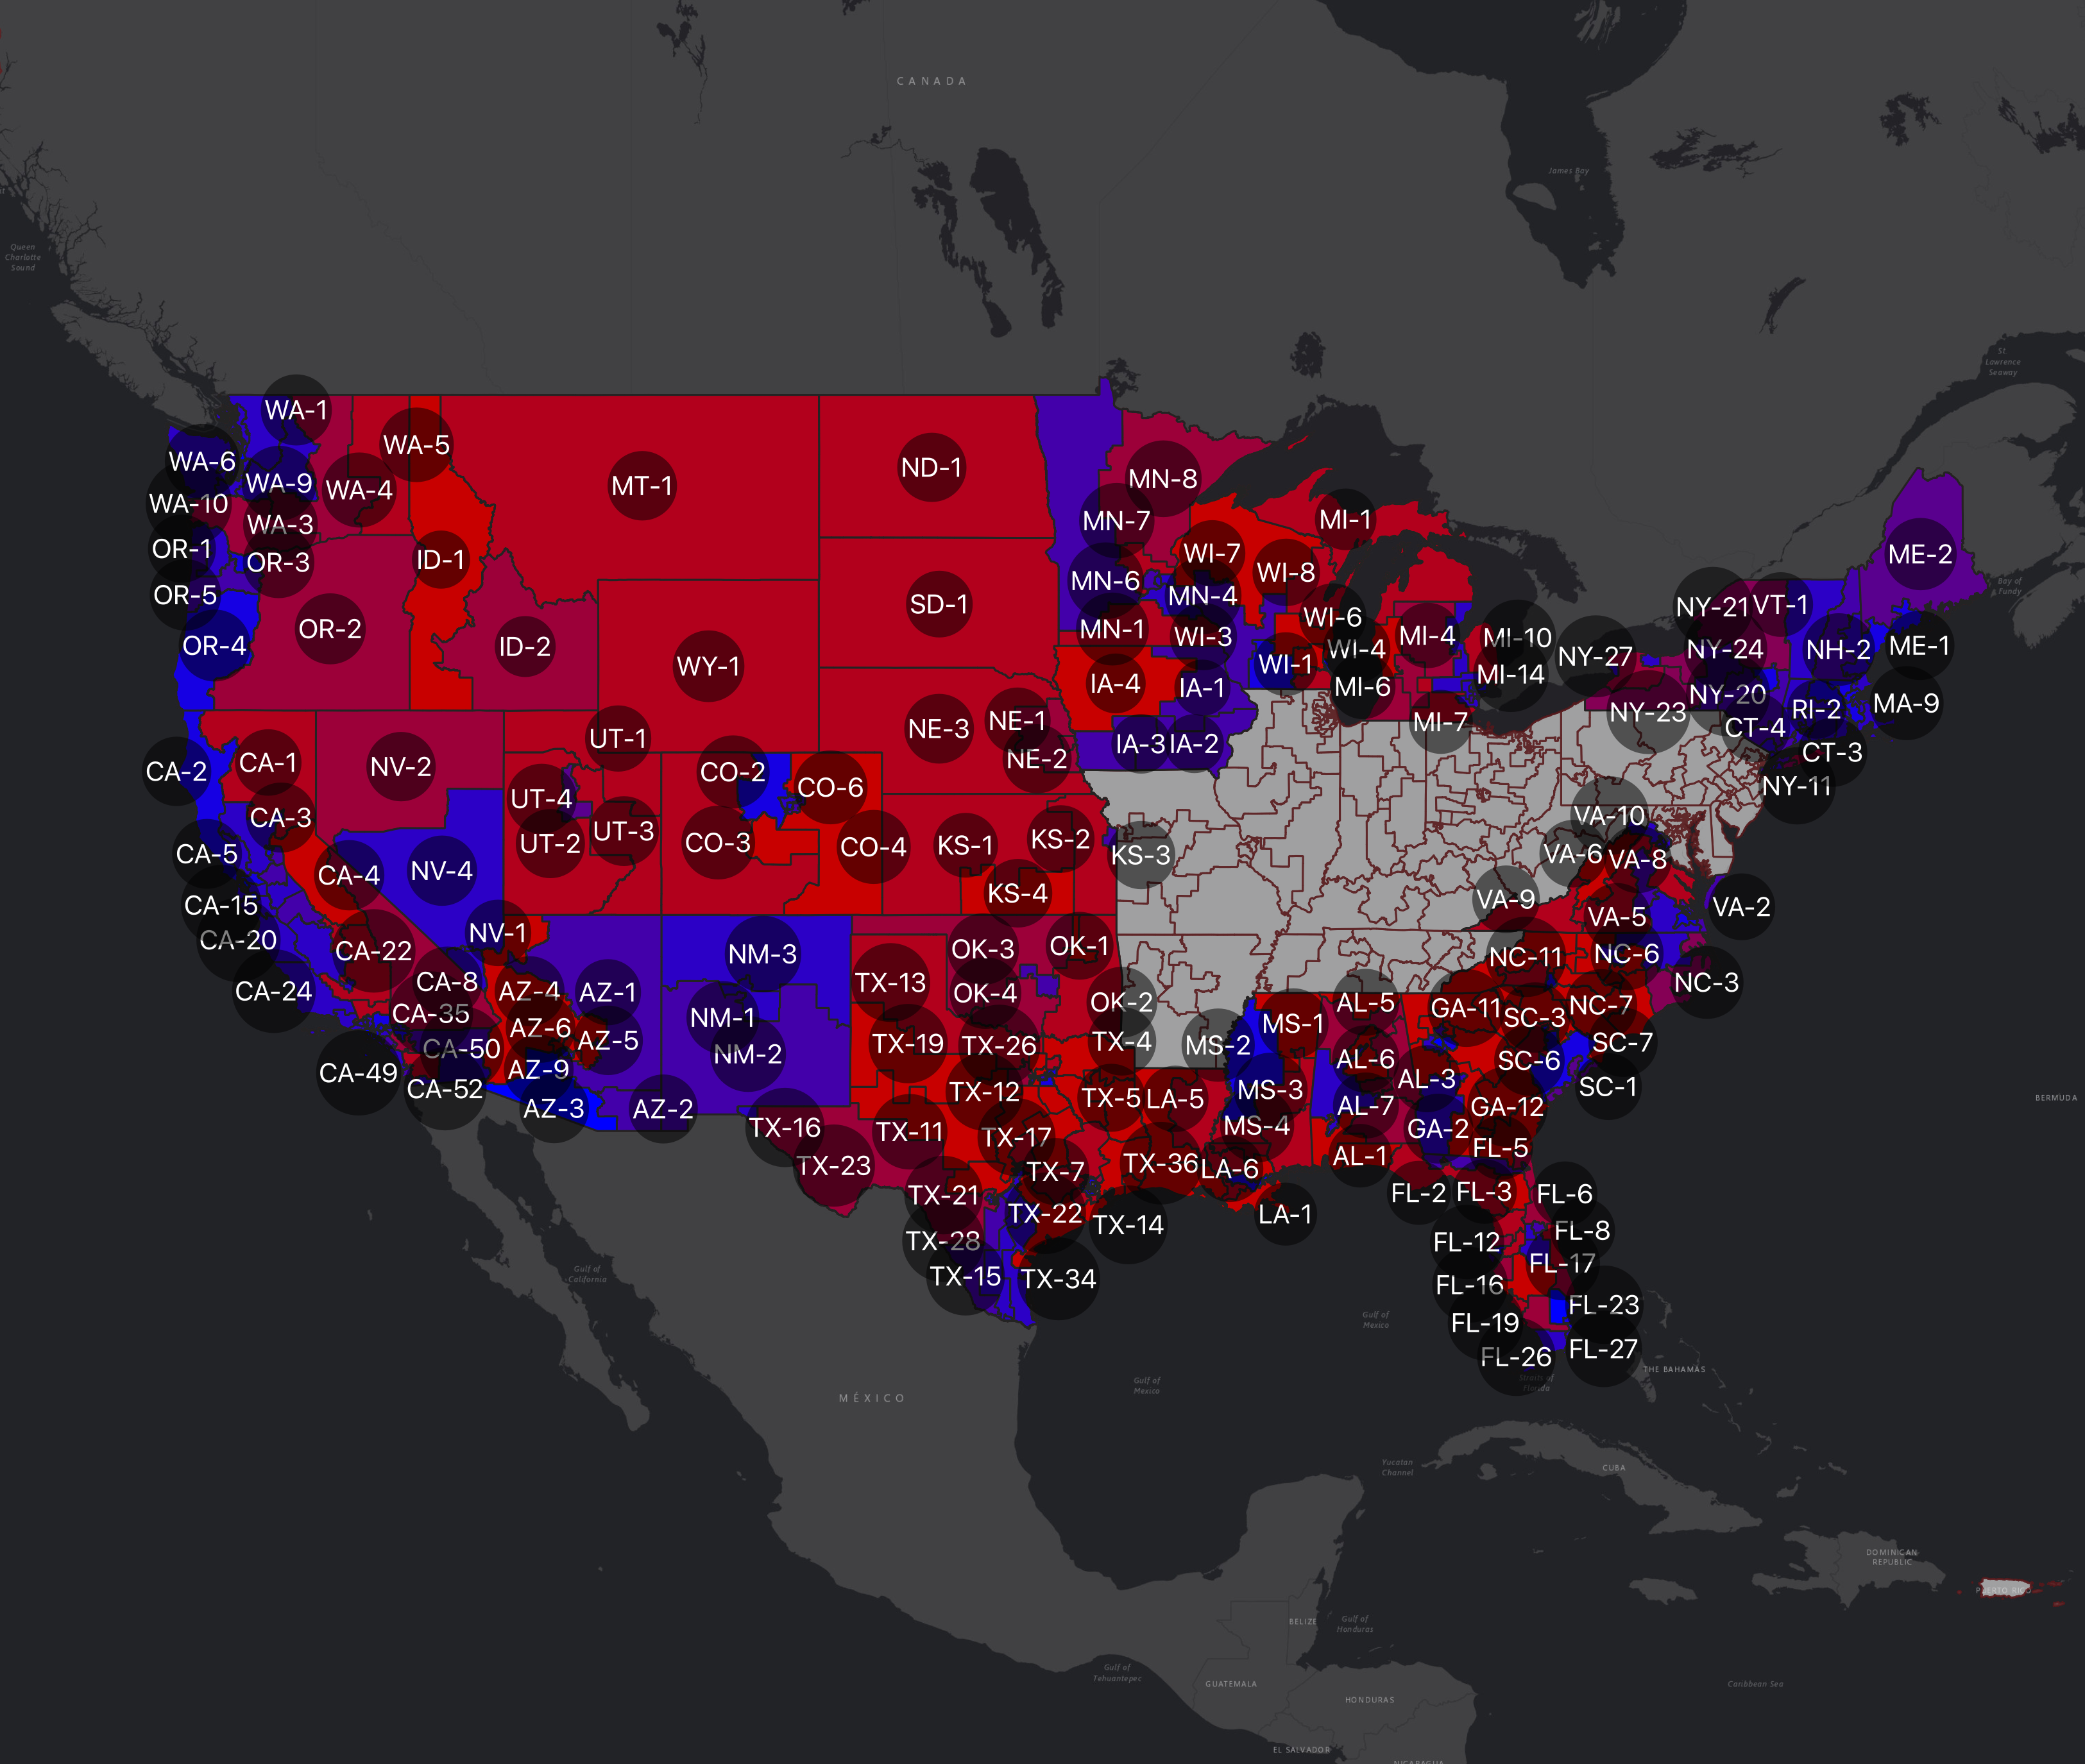 CANADA
James Bay
Queen
Charlotte
Sound
St
Lawrence
Seaway
WA-1
WA-5
WA-6
ND-1
MN-8
WA-9
WA-4
MT-1
WA-10
WA-3
MN-7
MI-1
OR-1
OR-3
ID-1
WI-7
ME-2
WI-8
MN-6
Bay of
Fundy
OR-5
MN-4
SD-1
NY-21
VT-1
WI-6
OR-2
MN-1
WI-3
MI-4
MI-10
OR-4
ID-2
WI-4
NY-24
NH-2
ME-1
NY-27
WY-1
WI-1
MI-14
IA-4
IA-1
MI-6
NY-20
MA-9
RI-2
NY-23
NE-3
NE-1
MI-7
CT-4
UT-1
IA-3
IA-2
CT-3
NE-2
CA-2
CA-1
NV-2
CO-2
CO-6
NY-11
UT-4
CA-3
VA-10
UT-3
UT-2
CO-3
CO-4
KS-1
KS-2
KS-3
CA-5
VA-6
VA-8
CA-4
NV-4
KS-4
VA-9
CA-15
VA-2
VA-5
NV-1
CA-20
CA-22
NM-3
OK-3
OK-1
NC-11
NC-6
CA-8
TX-13
NC-3
CA-24
AZ-4
AZ-1
OK-4
OK-2
AL-5
GA-11
NC-7
CA-35
NM-1
SC-3
MS-1
AZ-6
AZ-5
TX-19
TX-26
TX-4
MS-2
SC-7
CA-50
NM-2
AL-6
SC-6
CA-49
AZ-9
AL-3
CA-52
TX-12
TX-5
LA-5
MS-3
SC-1
BERMUDA
AZ-3
AZ-2
AL-7
GA-12
TX-16
TX-11
TX-17
MS-4
GA-2
FL-5
TX-23
TX-7
TX-36
LA-6
AL-1
TX-21
FL-2
FL-3
FL-6
TX-22
TX-14
LA-1
FL-8
TX-28
FL-12
FL-17
TX-15
TX-34
Gulf of
California
FL-16
FL-23
Gulf of
Mexico
FL-19
FL-27
FL-26
THE BAHAMAS
Straits of
Florida
Gulf of
Mexico
MÉXICO
Yucatan
Channel
CUBA
DOMINICAN
REPUBLIC
PUERTO RICO
BELIZE
Gulf of
Honduras
Gulf of
Tehuantepec
GUATEMALA
Caribbean Sea
HONDURAS
EL SALVADOR
NICARAGUA